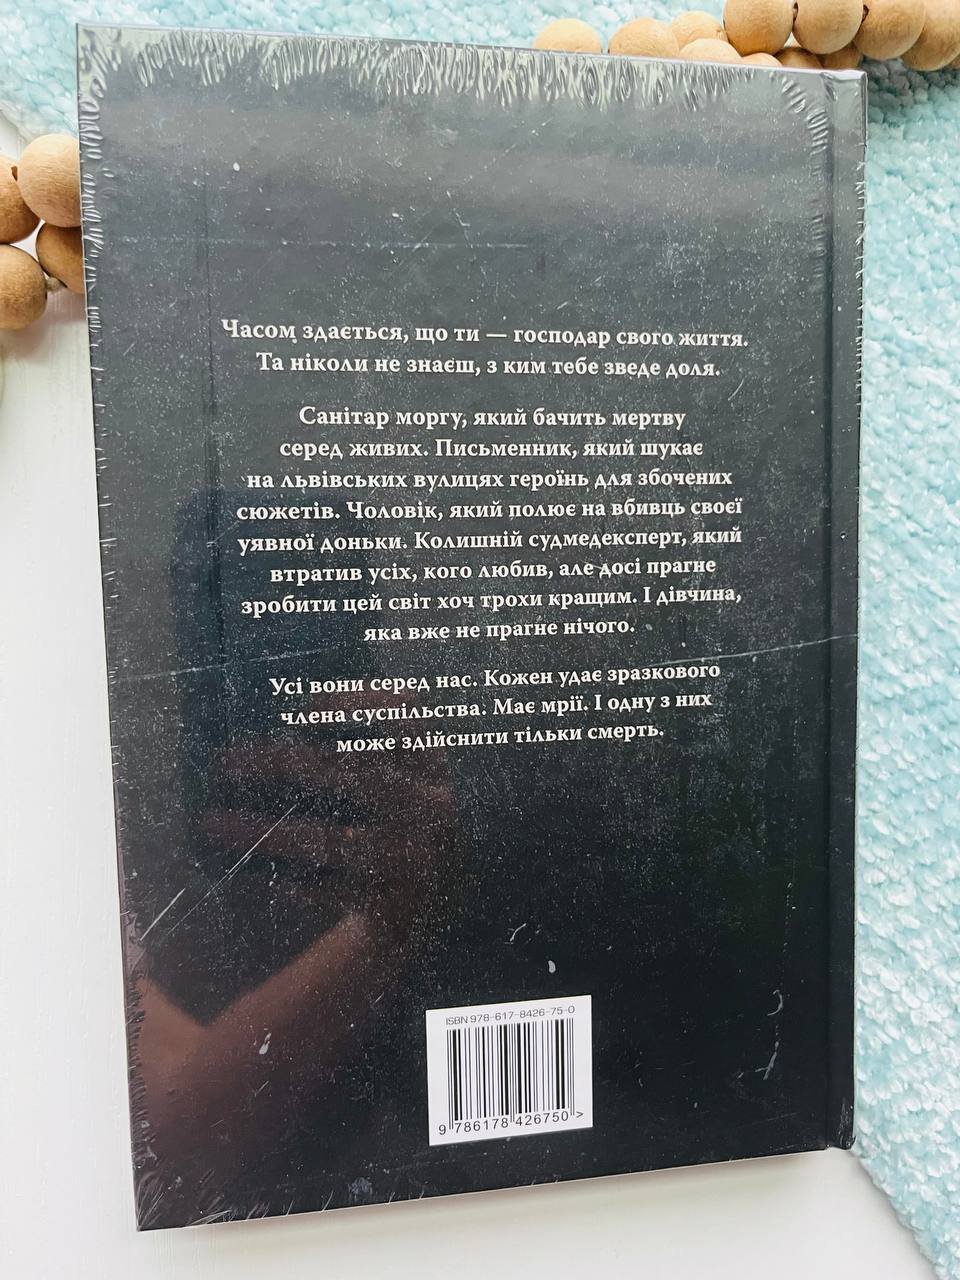 Часом здається, що ти — господар свого життя.
Та ніколи не знаєш, з ким тебе зведе доля.
Санітар моргу, який бачить мертву
серед живих. Письменник, який шукає
на львівських вулицях героїнь для збочених
сюжетів. Чоловік, який полює на вбивць своєї
уявної доньки. Колишній судмедексперт, який
втратив усіх, кого любив, але досі прагне
зробити цей світ хоч трохи кращим. І дівчина,
яка вже не прагне нічого.
Усі вони серед нас. Кожен удає зразкового
члена суспільства. Має мрії. І одну з них
може здійснити тільки смерть.
ISBN 978-617-8426-75-0
9 786178 426750 >